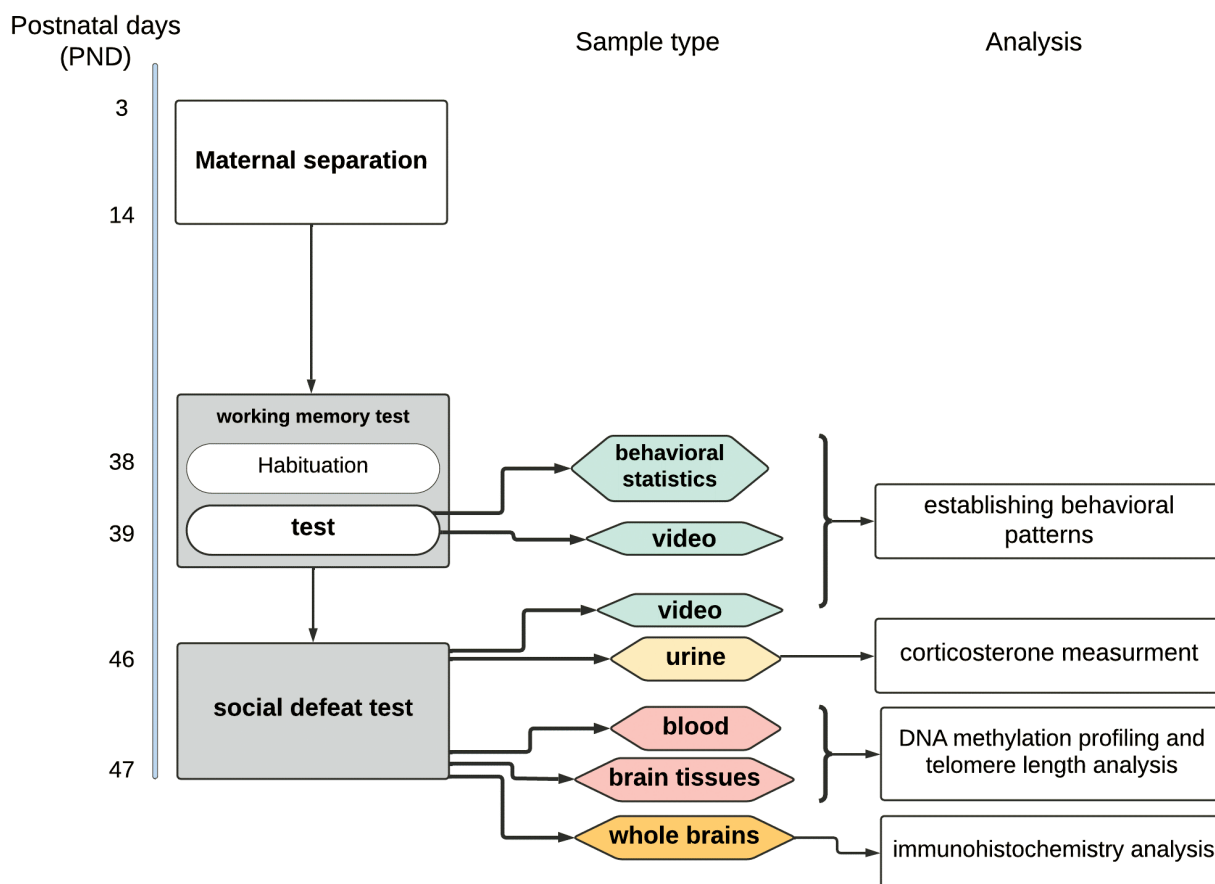 Postnatal days
(PND)
Sample type
Analysis
3
Maternal separation
14
working memory test
38
Habituation
behavioral
statistics
establishing behavioral
patterns
39
test
video
video
46
urine
corticosterone measurment
social defeat test
blood
DNA methylation profiling and
telomere length analysis
47
brain tissues
whole brains
immunohistochemistry analysis